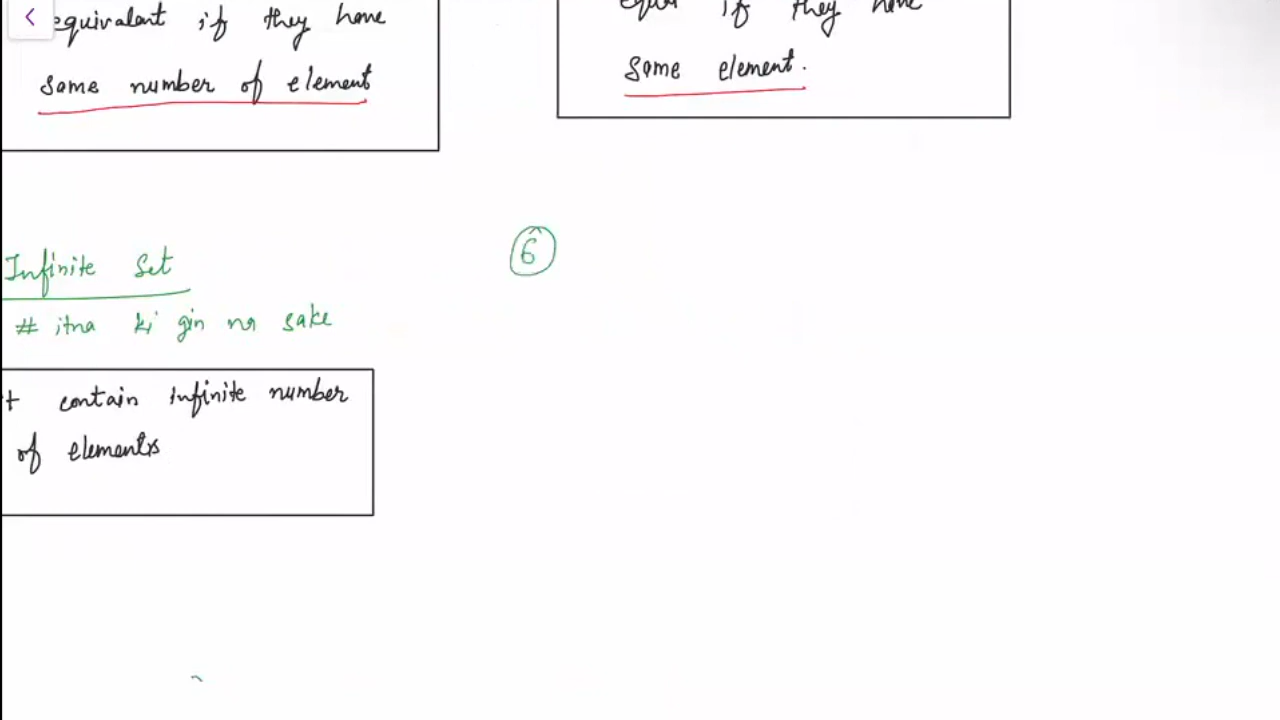 equivalent if they have
same number of element
if they have
same element.
Infinite Set
# itna ki gin na sake
contain infinite number
of elements
6